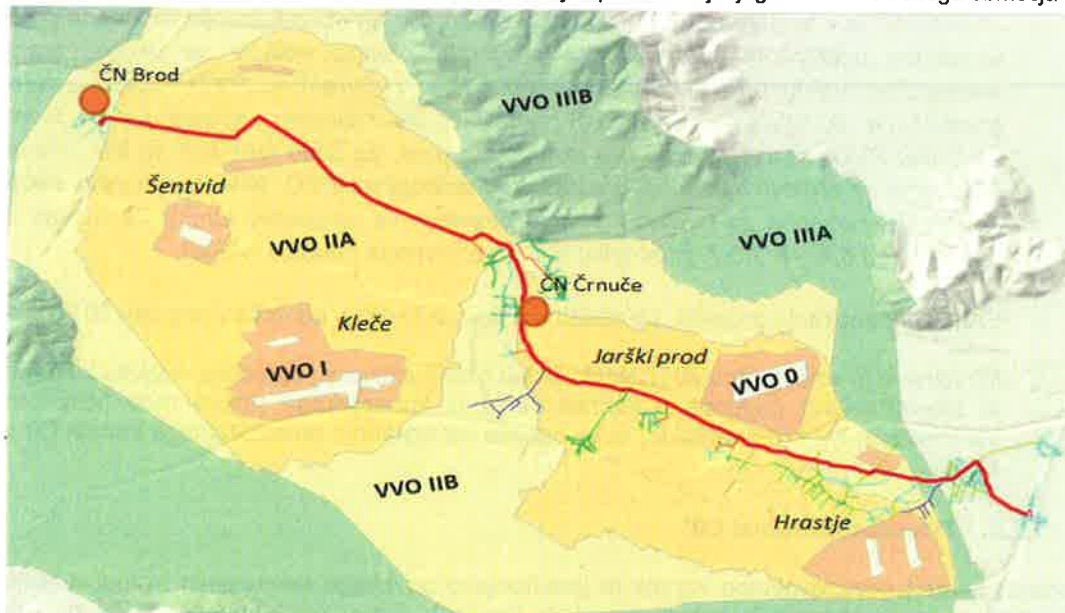 ČN Brod
VVO IIIB
Šentvid
VVO IIA
VVO IIIA
ČN Črnuče
Kleče
Jarški prod
VVO I
VVO 0
VVO IIB
Hrastje